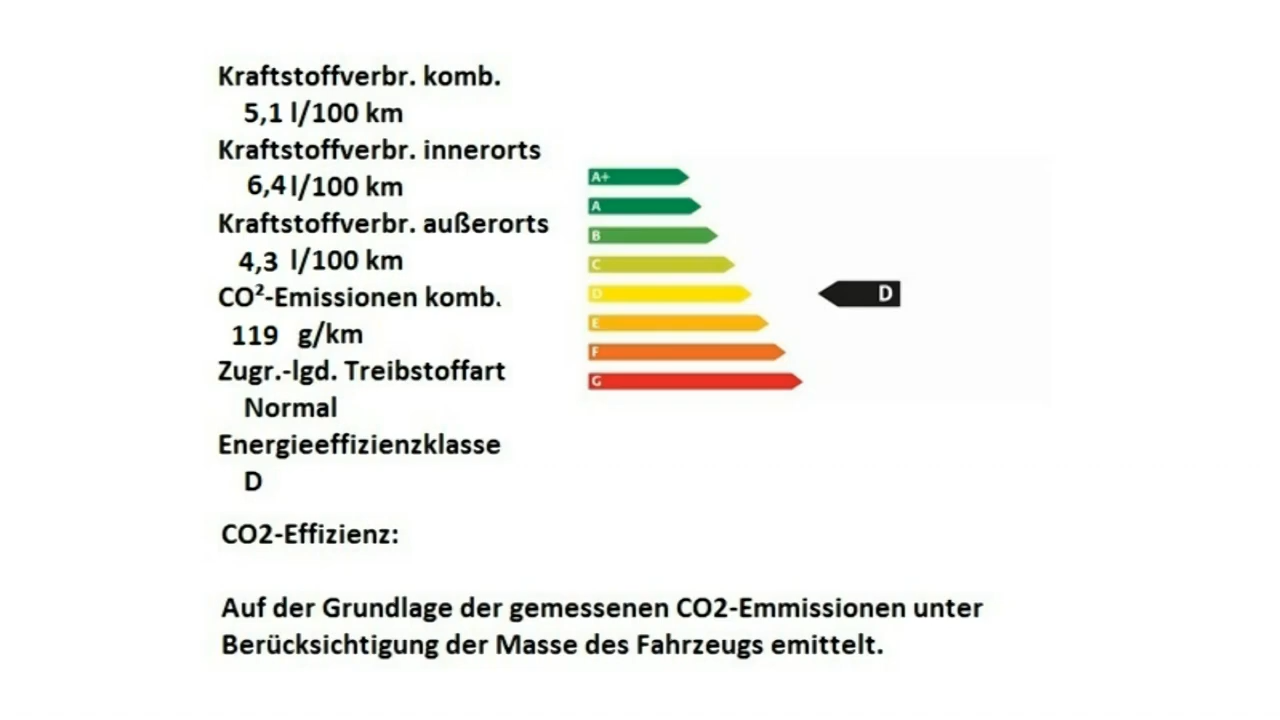 Kraftstoffverbr. komb.
5,1 l/100 km
Kraftstoffverbr. innerorts
6,4 l/100 km
Kraftstoffverbr. außerorts
4,3 l/100 km
CO²-Emissionen komb.
119 g/km
Zugr.-lgd. Treibstoffart
Normal
Energieeffizienzklasse
D
A+
A
B
C
D
E
F
G
D
CO2-Effizienz:
Auf der Grundlage der gemessenen CO2-Emmissionen unter
Berücksichtigung der Masse des Fahrzeugs emittelt.